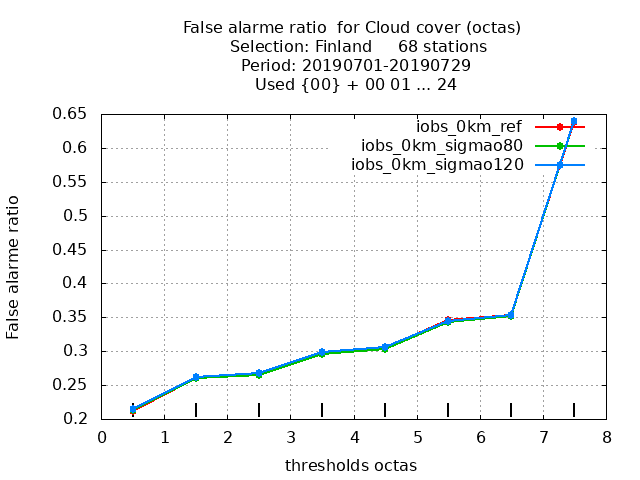 False alarme ratio  for Cloud cover (octas)
Selection: Finland     68 stations
Period: 20190701-20190729
Used {00} + 00 01 ... 24
iobs_0km_ref
iobs_0km_sigmao80
iobs_0km_sigmao120
False alarme ratio
0.65
0.6
0.55
0.5
0.45
0.4
0.35
0.3
0.25
0.2
0 1 2 3 4 5 6 7 8
thresholds octas